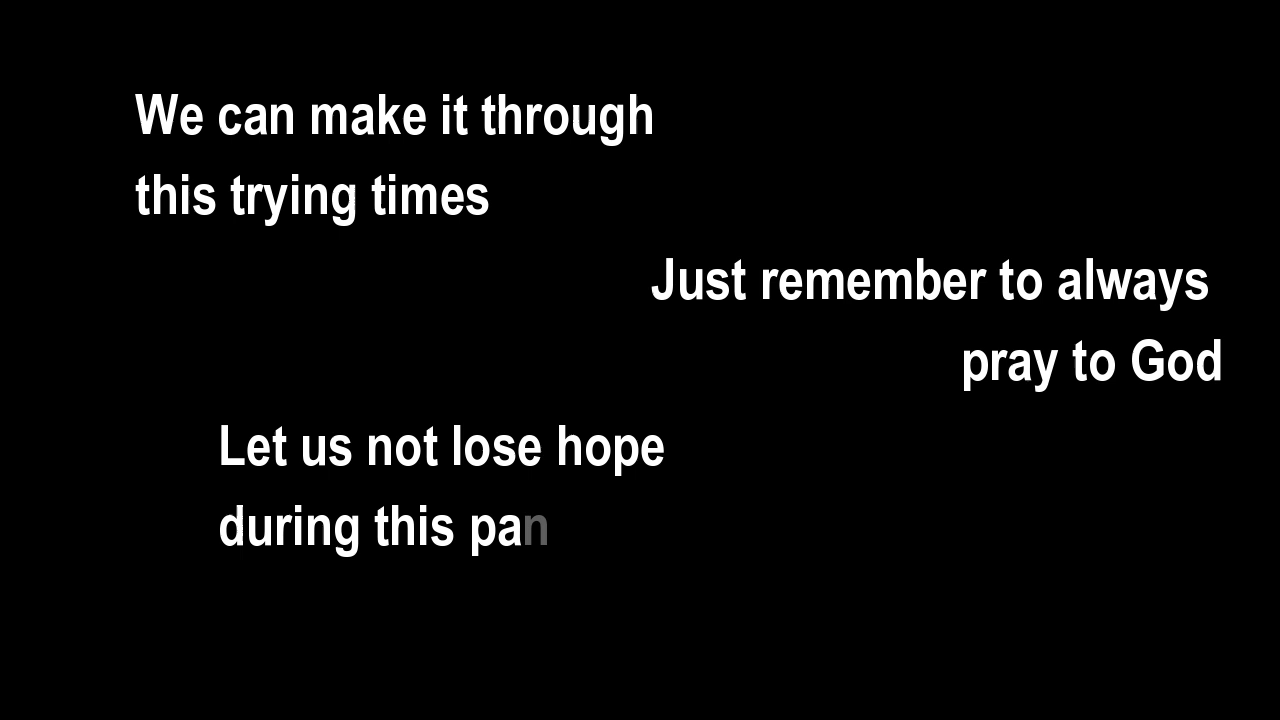 We can make it through
this trying times
Just remember to always
pray to God
Let us not lose hope
during this pan